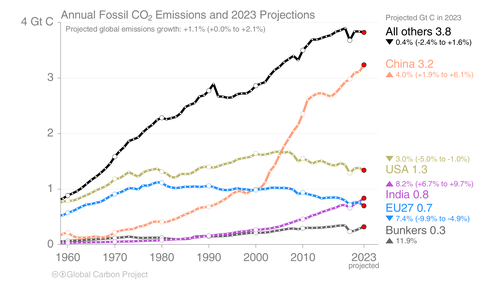 Annual Fossil CO₂ Emissions and 2023 Projections
Projected global emissions growth: +1.1% (+0.0% to +2.1%)
Projected Gt C in 2023
4 Gt C
3
2
1
0
All others 3.8
▼ 0.4% (-2.4% to +1.6%)
China 3.2
▲ 4.0% (+1.9% to +6.1%)
▼ 3.0% (-5.0% to -1.0%)
USA 1.3
▲ 8.2% (+6.7% to +9.7%)
India 0.8
EU27 0.7
▼ 7.4% (-9.9% to -4.9%)
Bunkers 0.3
▲ 11.9%
1960 1970 1980 1990 2000 2010 2023
projected
Global Carbon Project